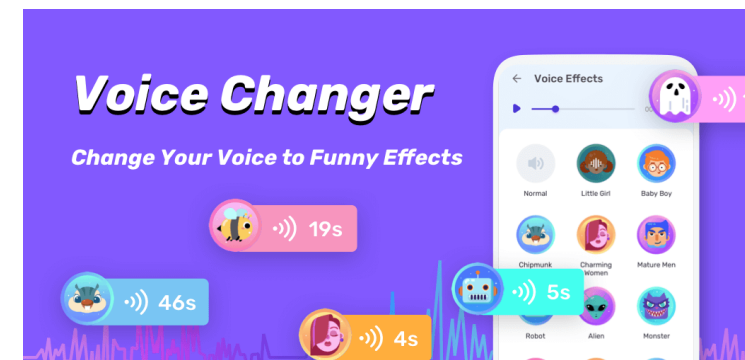 Voice Changer
Change Your Voice to Funny Effects
19s
46s
4s
5s
Voice Effects
Normal
Little Girl
Baby Boy
Chipmunk
Charming
Women
Mature Men
Robot
Alien
Monster